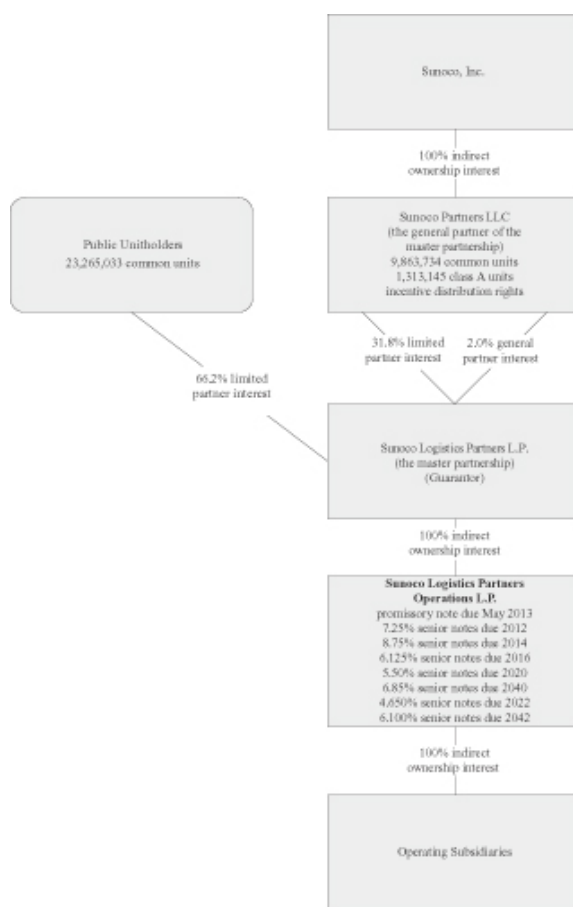 Sunoco, Inc.
100% indirect
ownership interest
Public Unitholders
23,265,033 common units
Sunoco Partners LLC
(the general partner of the
master partnership)
9,863,734 common units
1,313,145 class A units
incentive distribution rights
66.2% limited
partner interest
31.8% limited
partner interest
2.0% general
partner interest
Sunoco Logistics Partners L.P.
(the master partnership)
(Guarantor)
100% indirect
ownership interest
Sunoco Logistics Partners
Operations L.P.
promissory note due May 2013
7.25% senior notes due 2012
8.75% senior notes due 2014
6.125% senior notes due 2016
5.50% senior notes due 2020
6.85% senior notes due 2040
4.650% senior notes due 2022
6.100% senior notes due 2042
100% indirect
ownership interest
Operating Subsidiaries